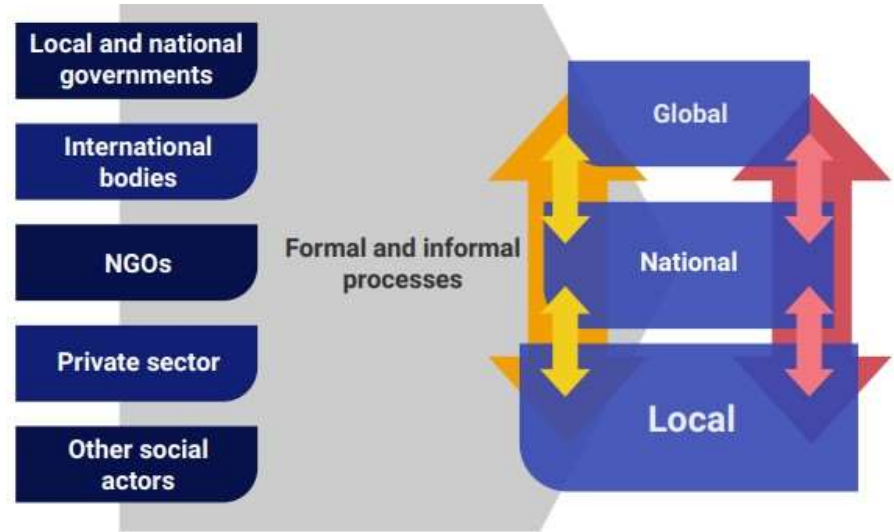 Local and national
governments
International
bodies
NGOs
Private sector
Other social
actors
Formal and informal
processes
Global
National
Local